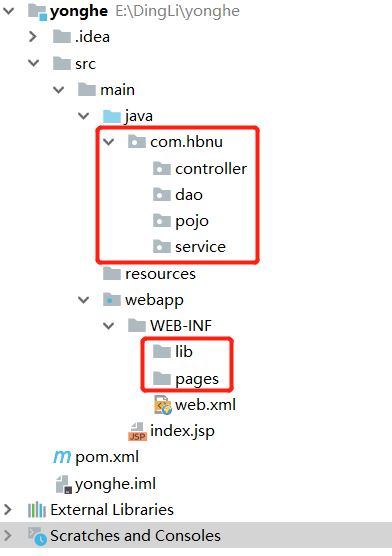 yonghe E:\DingLi\yonghe
.idea
src
main
java
com.hbnu
controller
dao
pojo
service
resources
webapp
WEB-INF
lib
pages
web.xml
JSP index.jsp
pom.xml
yonghe.iml
External Libraries
Scratches and Consoles